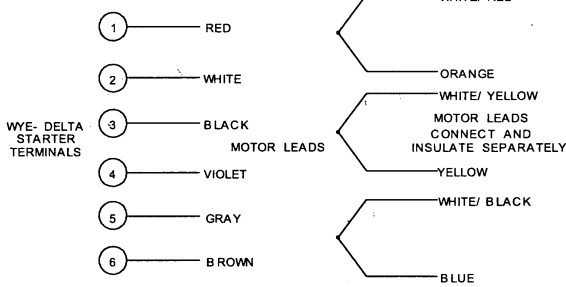 1 RED
2 WHITE
3 BLACK
4 VIOLET
5 GRAY
6 BROWN
WYE- DELTA
STARTER
TERMINALS
MOTOR LEADS
ORANGE
WHITE/ YELLOW
MOTOR LEADS
CONNECT AND
INSULATE SEPARATELY
YELLOW
WHITE/ BLACK
BLUE